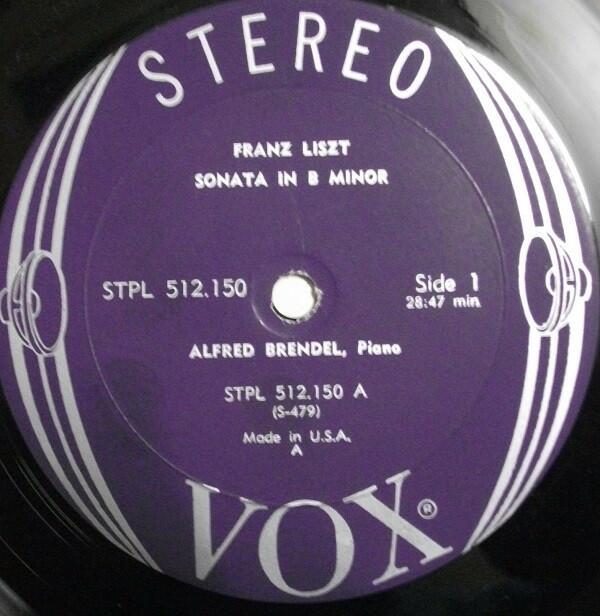 STEREO
FRANZ LISZT
SONATA IN B MINOR
STPL 512.150
Side 1
28:47 min.
ALFRED BRENDEL, Piano
STPL 512.150 A
(S-479)
Made in U.S.A.
A
VOX®